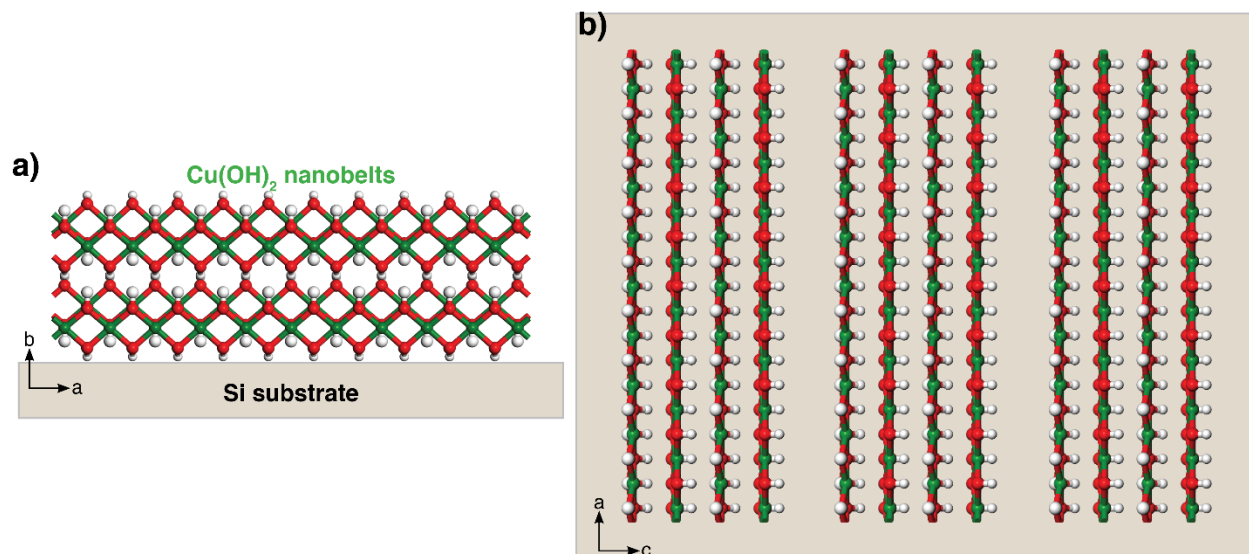 a)
Cu(OH)₂ nanobelts
b
a
Si substrate
b)
a
c